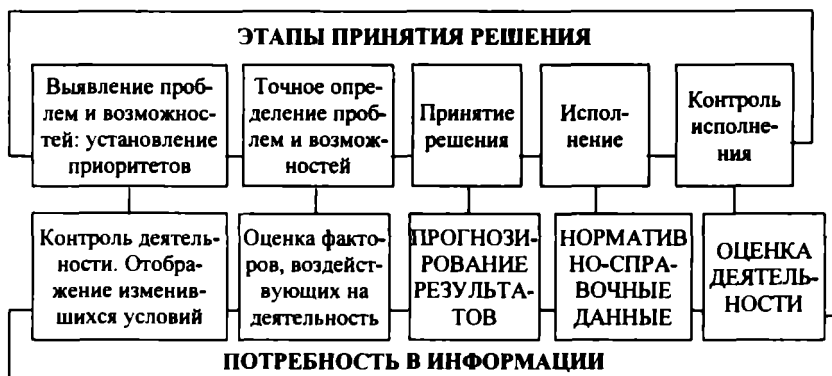 ЭТАПЫ ПРИНЯТИЯ РЕШЕНИЯ
Выявление проб-
лем и возможнос-
тей: установление
приоритетов
Точное опре-
деление проб-
лем и возмож-
ностей
Принятие
решения
Испол-
нение
Контроль
исполне-
ния
Контроль деятель-
ности. Отобра-
жение изменив-
шихся условий
Оценка факто-
ров, воздейст-
вующих на
деятельность
ПРОГНОЗИ-
РОВАНИЕ
РЕЗУЛЬТА-
ТОВ
НОРМАТИВ
НО-СПРА-
ВОЧНЫЕ
ДАННЫЕ
ОЦЕНКА
ДЕЯТЕЛЬ-
НОСТИ
ПОТРЕБНОСТЬ В ИНФОРМАЦИИ